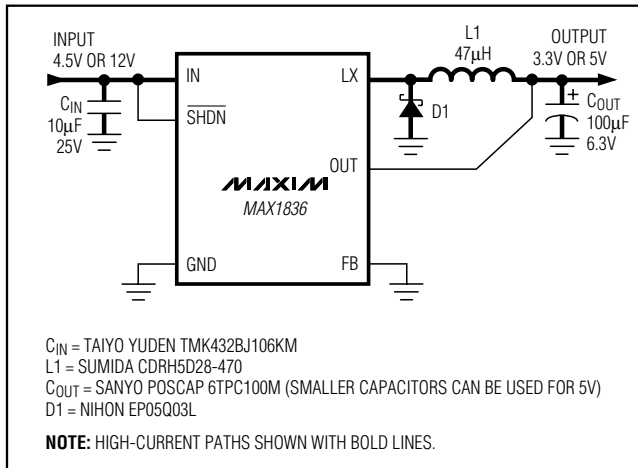 INPUT
4.5V OR 12V
CIN
10µF
25V
IN
SHDN
GND
MAXIM
MAX1836
LX
OUT
FB
D1
L1
47µH
OUTPUT
3.3V OR 5V
+
COUT
100µF
6.3V
CIN = TAIYO YUDEN TMK432BJ106KM
L1 = SUMIDA CDRH5D28-470
COUT = SANYO POSCAP 6TPC100M (SMALLER CAPACITORS CAN BE USED FOR 5V)
D1 = NIHON EP05Q03L
NOTE: HIGH-CURRENT PATHS SHOWN WITH BOLD LINES.